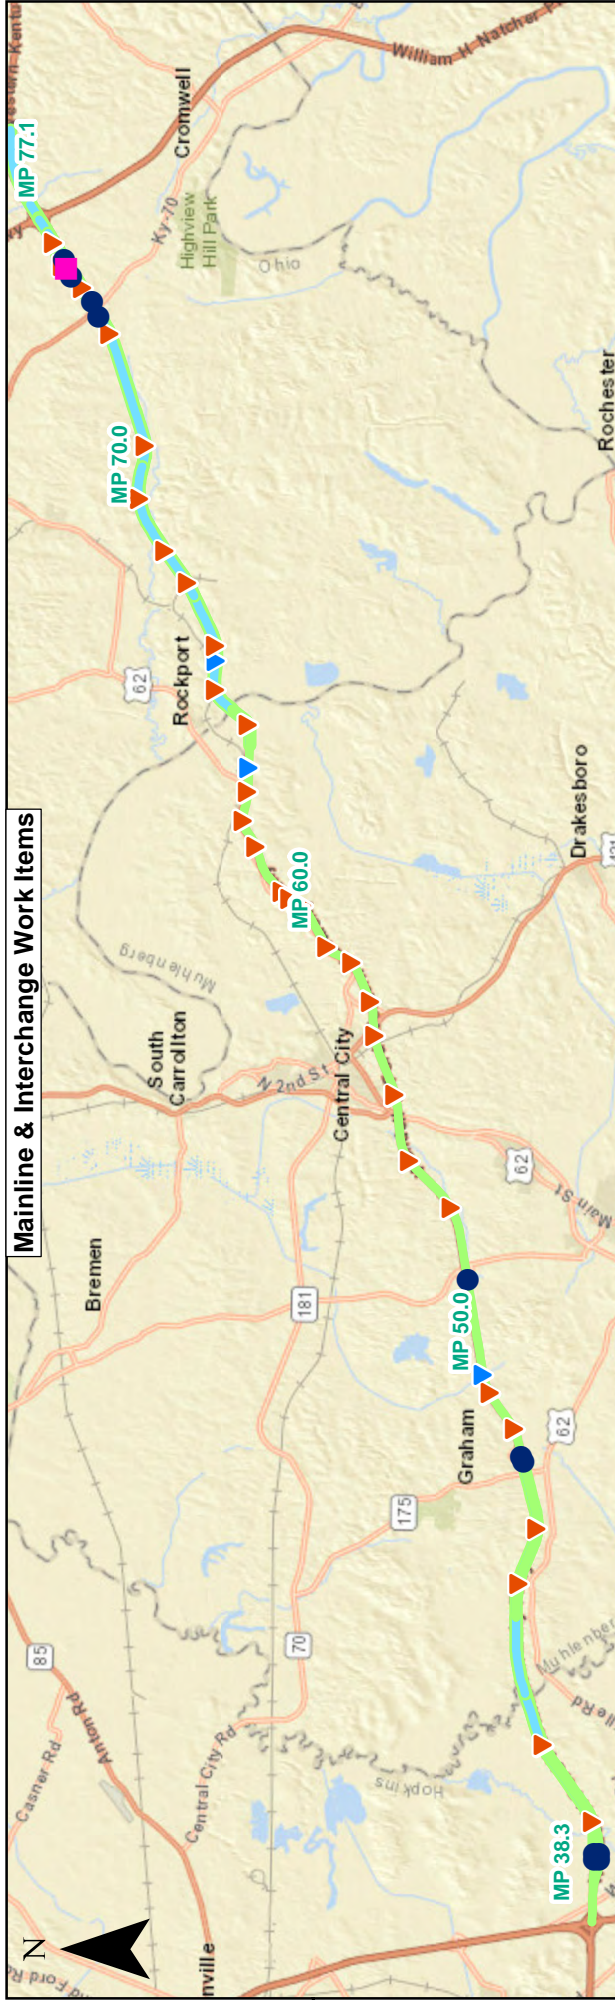 Mainline & Interchange Work Items
N
MP 38.3
MP 50.0
MP 60.0
MP 70.0
MP 77.1
nville
Casner Rd
Anton Rd
Central City Rd
85
70
175
181
62
62
62
Hopkins
Graham
Bremen
South
Carrollton
N 2nd St
Central City
Main St
Muhlenberg
Drakesboro
Rockport
Rochester
Ohio
Highview
Hill Park
Ky-70
Cromwell
William H Natcher P